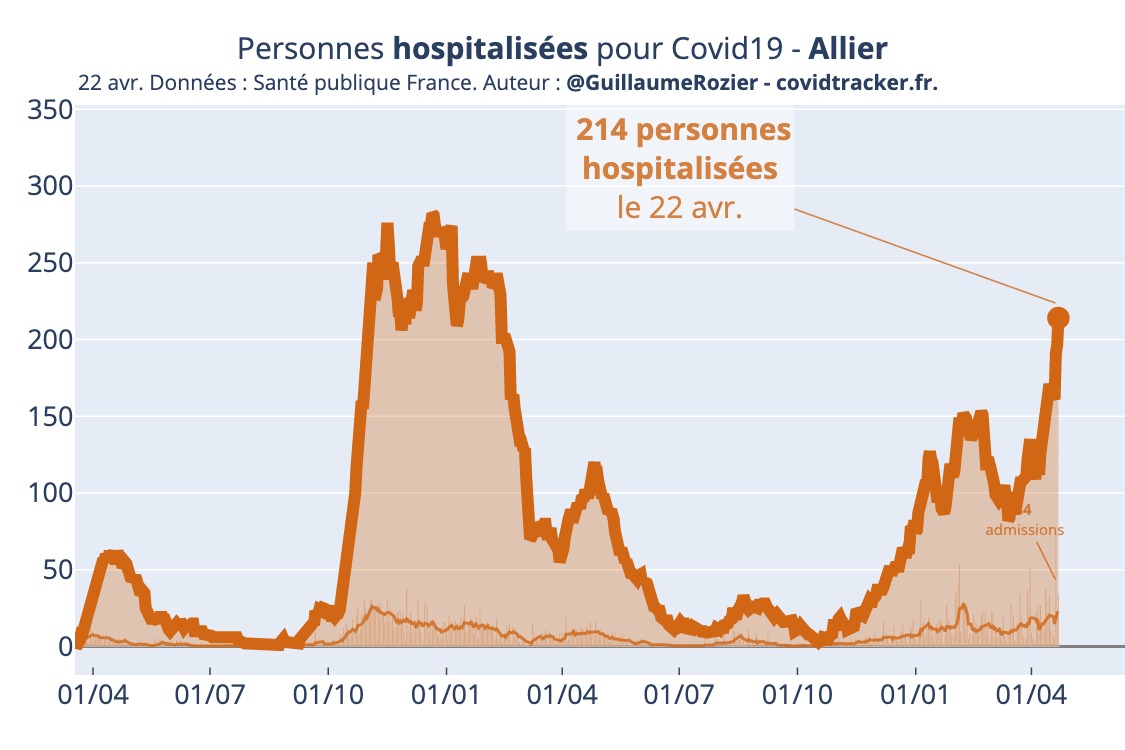 Personnes hospitalisées pour Covid19 - Allier
22 avr. Données : Santé publique France. Auteur : @GuillaumeRozier - covidtracker.fr.
350
300
250
200
150
100
50
0
214 personnes
hospitalisées
le 22 avr.
admissions
01/04
01/07
01/10
01/01
01/04
01/07
01/10
01/01
01/04